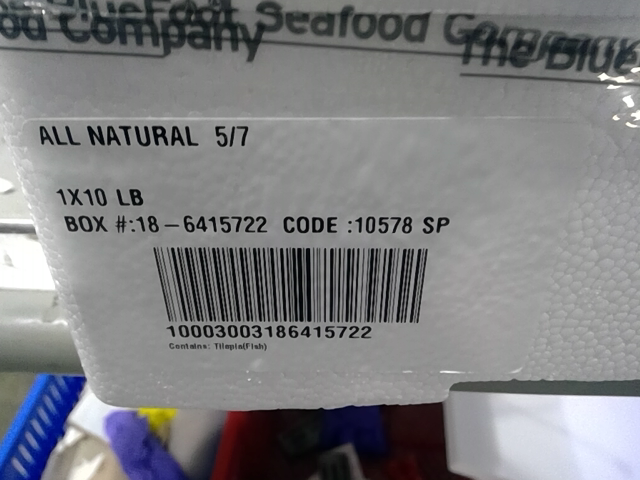 BlueFoot Seafood Company
od Company
The Blue
ALL NATURAL 5/7
1X10 LB
BOX #:18-6415722 CODE :10578 SP
10003003186415722
Contains: Tilapia(Fish)